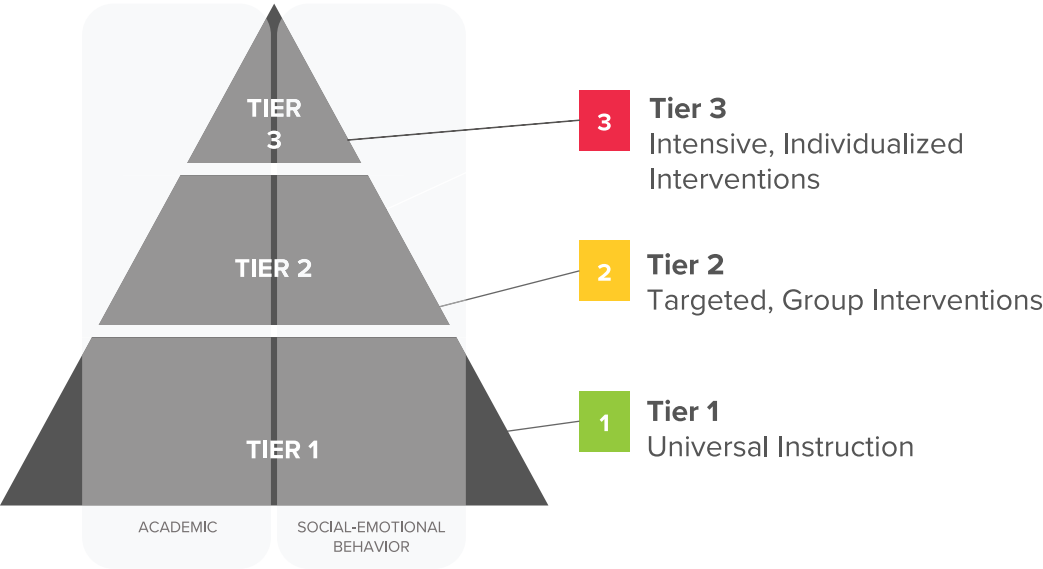 TIER
3
TIER 2
TIER 1
ACADEMIC
SOCIAL-EMOTIONAL
BEHAVIOR
3
Tier 3
Intensive, Individualized
Interventions
2
Tier 2
Targeted, Group Interventions
1
Tier 1
Universal Instruction